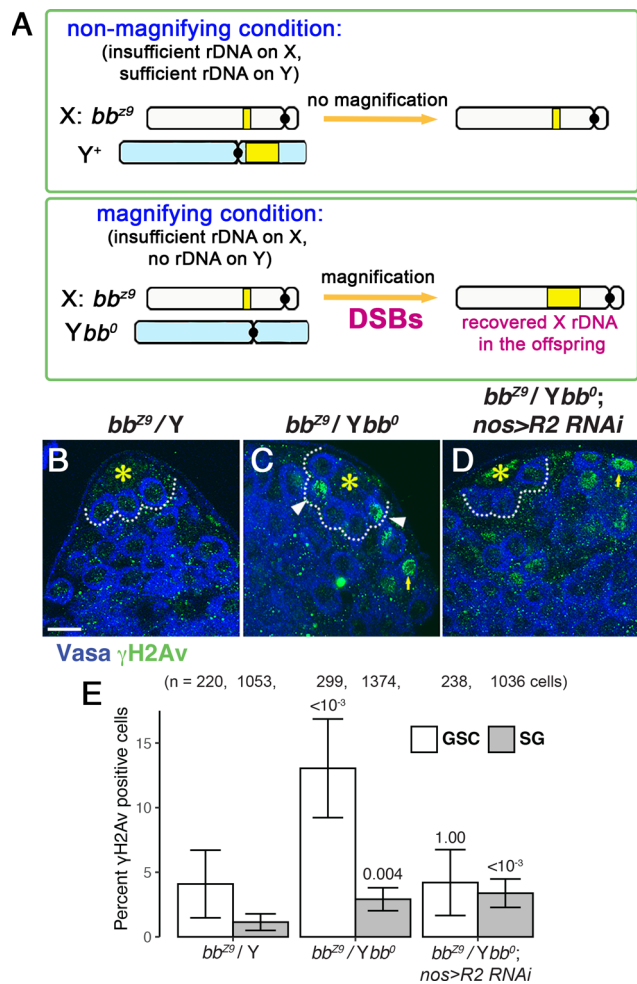 A
non-magnifying condition:
(insufficient rDNA on X,
sufficient rDNA on Y)
X: bbᶻ⁹
no magnification
Y⁺
magnifying condition:
(insufficient rDNA on X,
no rDNA on Y)
X: bbᶻ⁹
magnification
DSBs
Ybb⁰
recovered X rDNA
in the offspring
bbᶻ⁹/Y
bbᶻ⁹/Ybb⁰
bbᶻ⁹/Ybb⁰;
nos>R2 RNAi
B
*
C
*
D
*
Vasa γH2Av
E
(n = 220, 1053, 299, 1374, 238, 1036 cells)
Percent γH2Av positive cells
15
10
5
0
<10⁻³
0.004
1.00
<10⁻³
GSC
SG
bbᶻ⁹/Y
bbᶻ⁹/Ybb⁰
bbᶻ⁹/Ybb⁰;
nos>R2 RNAi